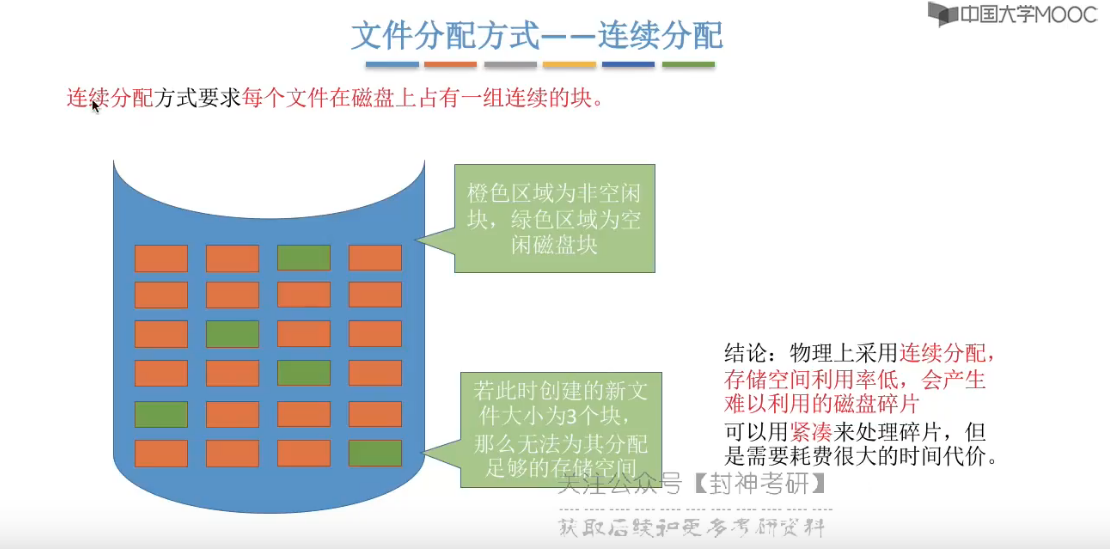 中国大学MOOC
文件分配方式——连续分配
连续分配方式要求每个文件在磁盘上占有一组连续的块。
橙色区域为非空闲
块，绿色区域为空
闲磁盘块
若此时创建的新文
件大小为3个块，
那么无法为其分配
足够的存储空间
结论：物理上采用连续分配，
存储空间利用率低，会产生
难以利用的磁盘碎片
可以用紧凑来处理碎片，但
是需要耗费很大的时间代价。
关注公众号【封神考研】
获取后续和更多考研资料